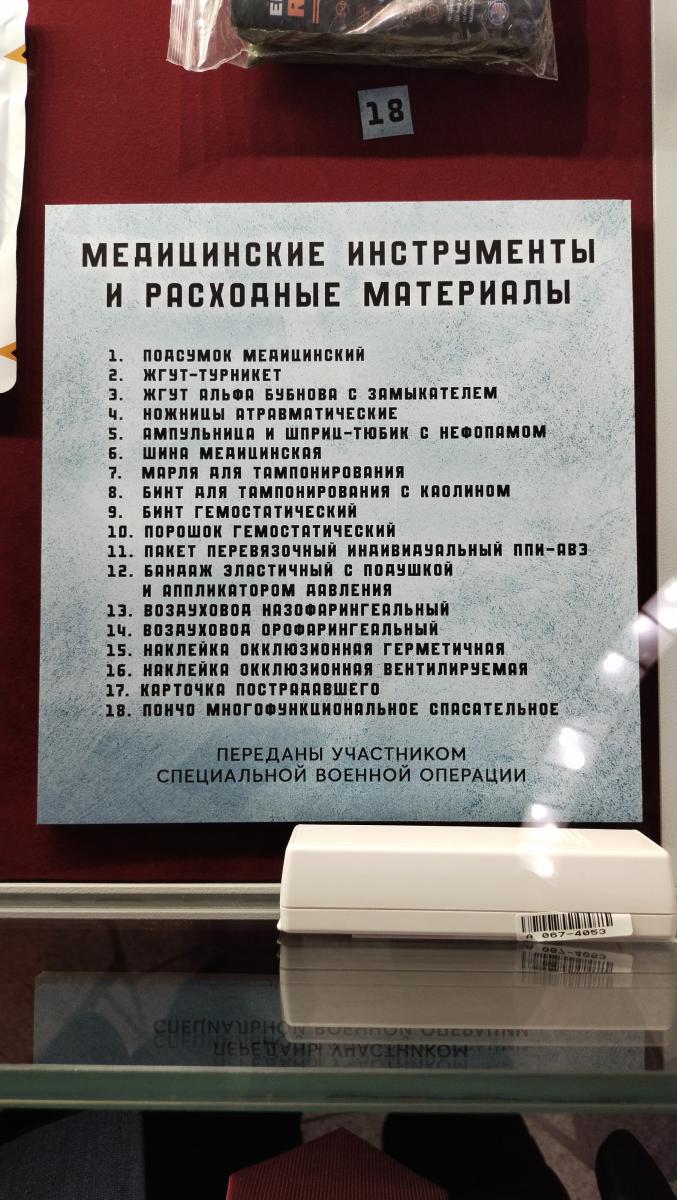 18
МЕДИЦИНСКИЕ ИНСТРУМЕНТЫ
И РАСХОДНЫЕ МАТЕРИАЛЫ
1. ПОДСУМОК МЕДИЦИНСКИЙ
2. ЖГУТ-ТУРНИКЕТ
3. ЖГУТ АЛЬФА БУБНОВА С ЗАМЫКАТЕЛЕМ
4. НОЖНИЦЫ АТРАВМАТИЧЕСКИЕ
5. АМПУЛЬНИЦА И ШПРИЦ-ТЮБИК С НЕФОПАМОМ
6. ШИНА МЕДИЦИНСКАЯ
7. МАРЛЯ ДЛЯ ТАМПОНИРОВАНИЯ
8. БИНТ ДЛЯ ТАМПОНИРОВАНИЯ С КАОЛИНОМ
9. БИНТ ГЕМОСТАТИЧЕСКИЙ
10. ПОРОШОК ГЕМОСТАТИЧЕСКИЙ
11. ПАКЕТ ПЕРЕВЯЗОЧНЫЙ ИНДИВИДУАЛЬНЫЙ ППИ-АВЗ
12. БАНДАЖ ЭЛАСТИЧНЫЙ С ПОДУШКОЙ
И АППЛИКАТОРОМ ДАВЛЕНИЯ
13. ВОЗДУХОВОД НАЗОФАРИНГЕАЛЬНЫЙ
14. ВОЗДУХОВОД ОРОФАРИНГЕАЛЬНЫЙ
15. НАКЛЕЙКА ОККЛЮЗИОННАЯ ГЕРМЕТИЧНАЯ
16. НАКЛЕЙКА ОККЛЮЗИОННАЯ ВЕНТИЛИРУЕМАЯ
17. КАРТОЧКА ПОСТРАДАВШЕГО
18. ПОНЧО МНОГОФУНКЦИОНАЛЬНОЕ СПАСАТЕЛЬНОЕ
ПЕРЕДАНЫ УЧАСТНИКОМ
СПЕЦИАЛЬНОЙ ВОЕННОЙ ОПЕРАЦИИ
A 067-4053